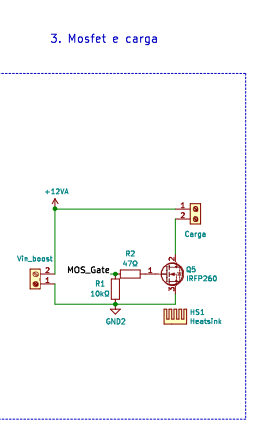 3. Mosfet e carga
+12VA
1
2
Carga
Vin_boost
2
1
MOS_Gate
R2
47Ω
1
2
3
Q5
IRFP260
R1
10kΩ
GND2
HS1
Heatsink